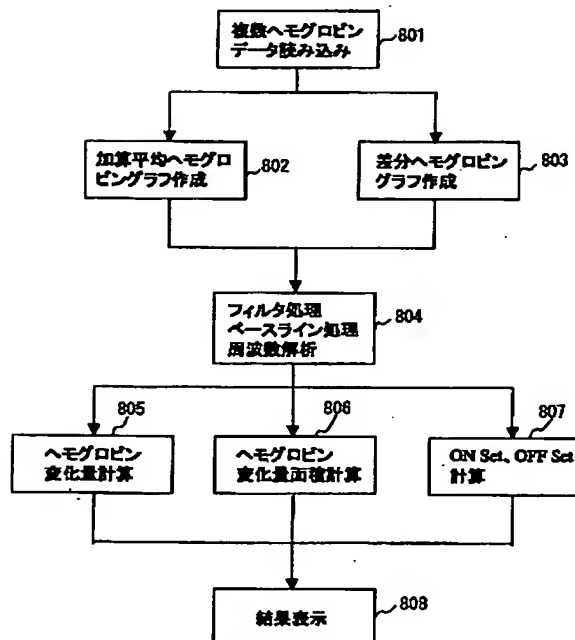 複数ヘモグロビン
データ読み込み
801
加算平均ヘモグロ
ビングラフ作成
802
差分ヘモグロビン
グラフ作成
803
フィルタ処理
ベースライン処理
周波数解析
804
805
ヘモグロビン
変化量計算
806
ヘモグロビン
変化量面積計算
807
ON Set、OFF Set
計算
結果表示
808